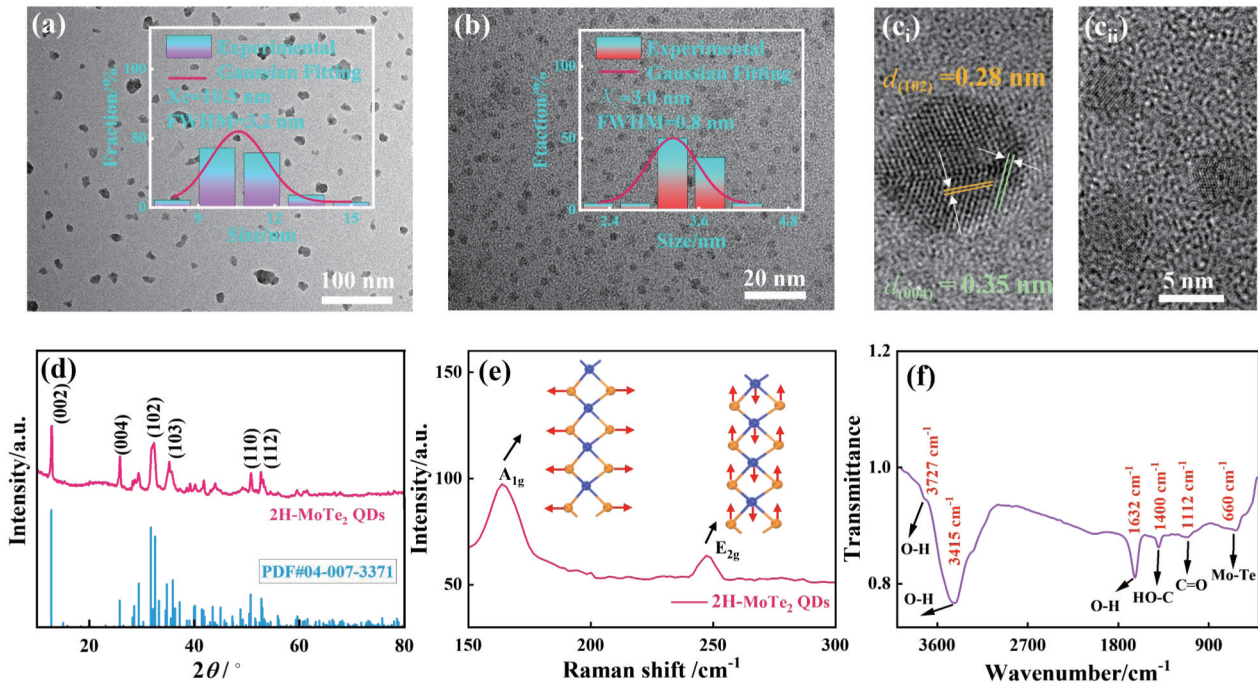 (a)
Experimental
Gaussian Fitting
Xc=10.5 nm
FWHM=3.2 nm
Fraction/%
100
50
0
9
12
15
Size/nm
100 nm
(b)
Experimental
Gaussian Fitting
=3.0 nm
FWHM=0.8 nm
Ftaction/%
100
50
0
2.4
3.6
4.8
Size/nm
20 nm
(ci)
d(102)=0.28 nm
d(004) = 0.35 nm
(cii)
5 nm
(d)
(002)
(004)
(102)
(103)
(110)
(112)
2H-MoTe2 QDs
PDF#04-007-3371
Intensity/a.u.
20
40
60
80
2θ/°
(e)
A1g
E2g
2H-MoTe2 QDs
Intensity/a.u.
150
100
50
150
200
250
300
Raman shift /cm-1
(f)
3727 cm-1
3415 cm-1
1632 cm-1
1400 cm-1
1112 cm-1
660 cm-1
O-H
O-H
O-H
HO-C
C=O
Mo-Te
Transmittance
1.2
1.0
0.8
3600
2700
1800
900
Wavenumber/cm-1